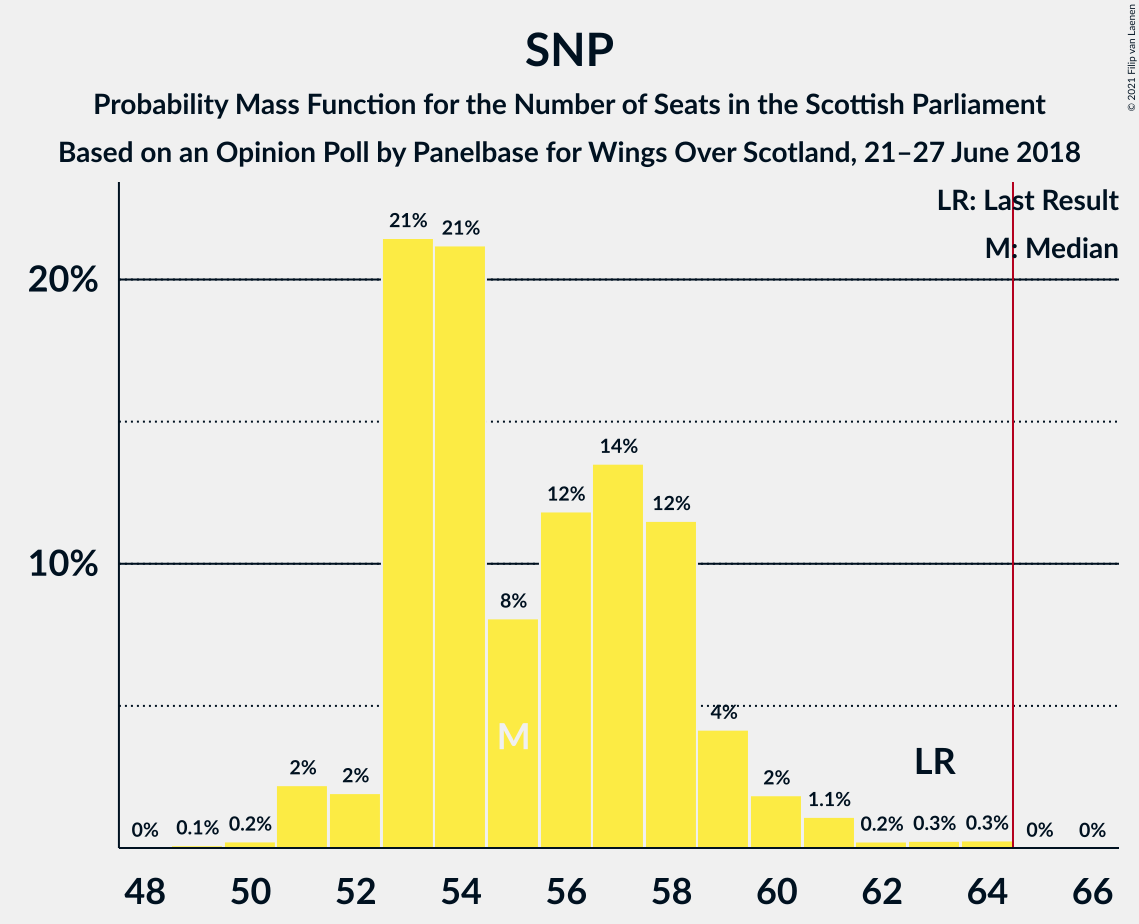 SNP
Probability Mass Function for the Number of Seats in the Scottish Parliament
Based on an Opinion Poll by Panelbase for Wings Over Scotland, 21–27 June 2018
© 2021 Filip van Laenen
LR: Last Result
M: Median
20%
10%
0%
0.1%
0.2%
2%
2%
21%
21%
8%
12%
14%
12%
4%
2%
1.1%
0.2%
0.3%
0.3%
0%
0%
M
LR
48 50 52 54 56 58 60 62 64 66